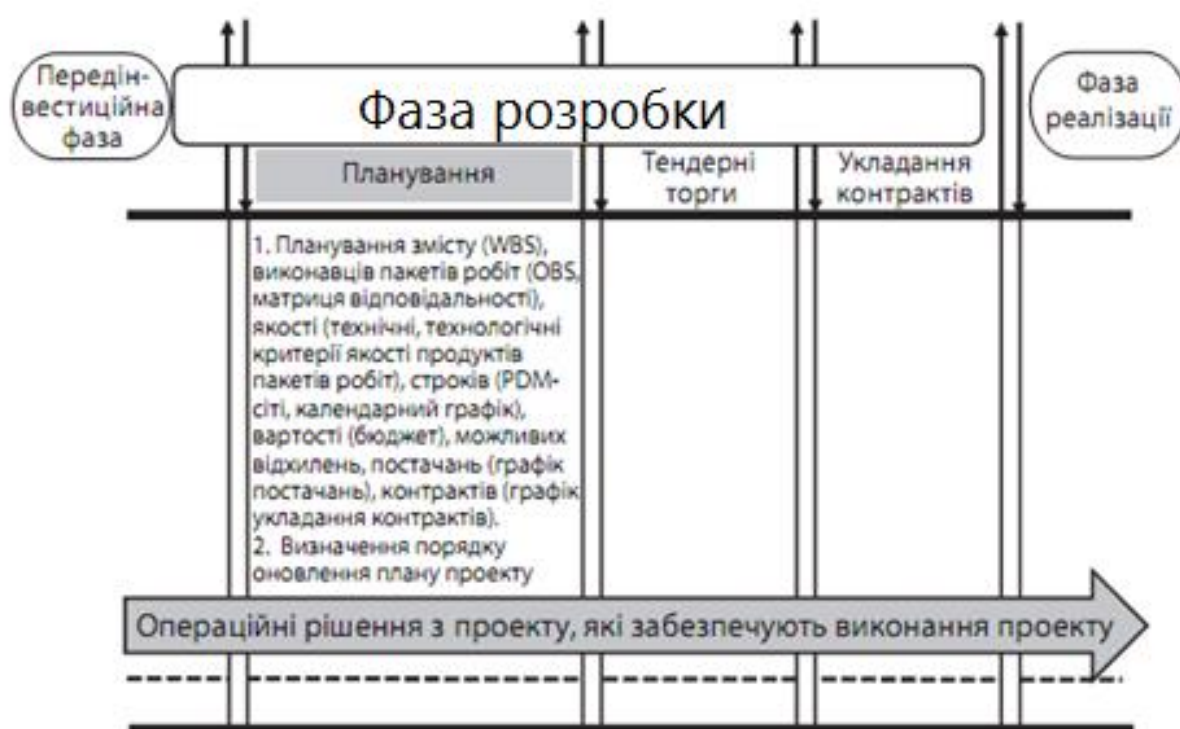 Передін-
вестиційна
фаза
Фаза розробки
Фаза
реалізації
Планування
Тендерні
торги
Укладання
контрактів
1. Планування змісту (WBS),
виконавців пакетів робіт (OBS,
матриця відповідальності),
якості (технічні, технологічні
критерії якості продуктів
пакетів робіт), строків (PDM-
сіті, календарний графік),
вартості (бюджет), можливих
відхилень, постачань (графік
постачань), контрактів (графік
укладання контрактів).
2. Визначення порядку
оновлення плану проекту
Операційні рішення з проекту, які забезпечують виконання проекту